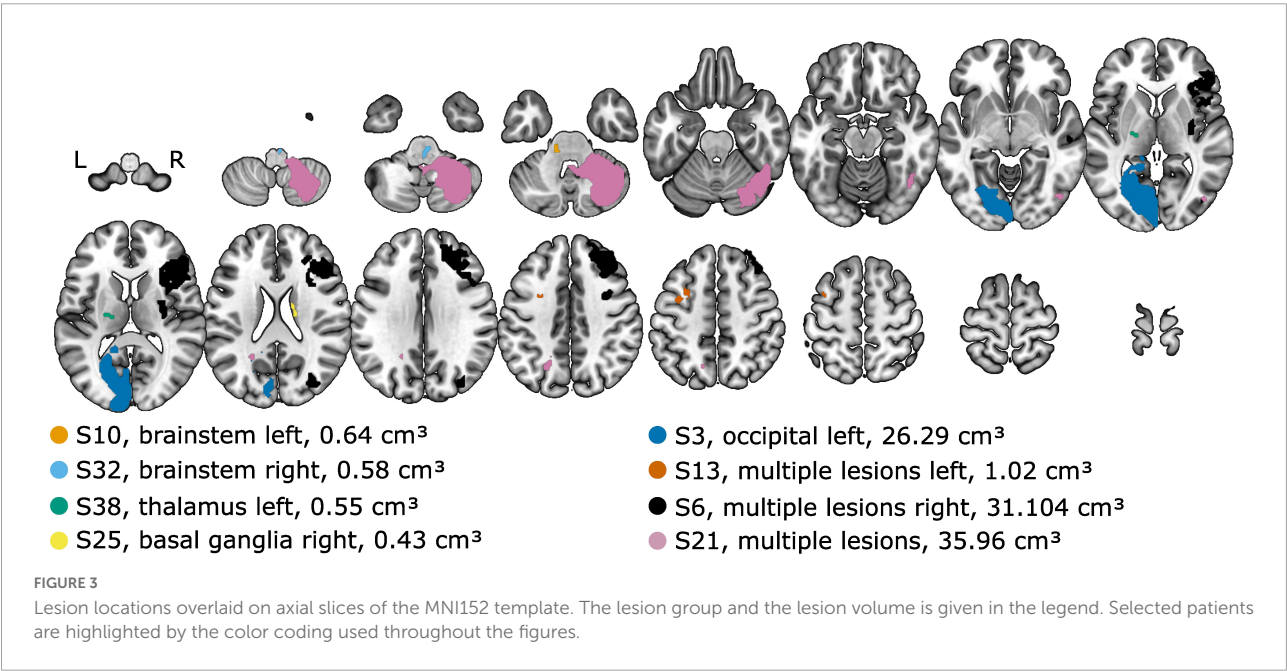 L R
S10, brainstem left, 0.64 cm³
S32, brainstem right, 0.58 cm³
S38, thalamus left, 0.55 cm³
S25, basal ganglia right, 0.43 cm³
S3, occipital left, 26.29 cm³
S13, multiple lesions left, 1.02 cm³
S6, multiple lesions right, 31.104 cm³
S21, multiple lesions, 35.96 cm³
FIGURE 3
Lesion locations overlaid on axial slices of the MNI152 template. The lesion group and the lesion volume is given in the legend. Selected patients
are highlighted by the color coding used throughout the figures.